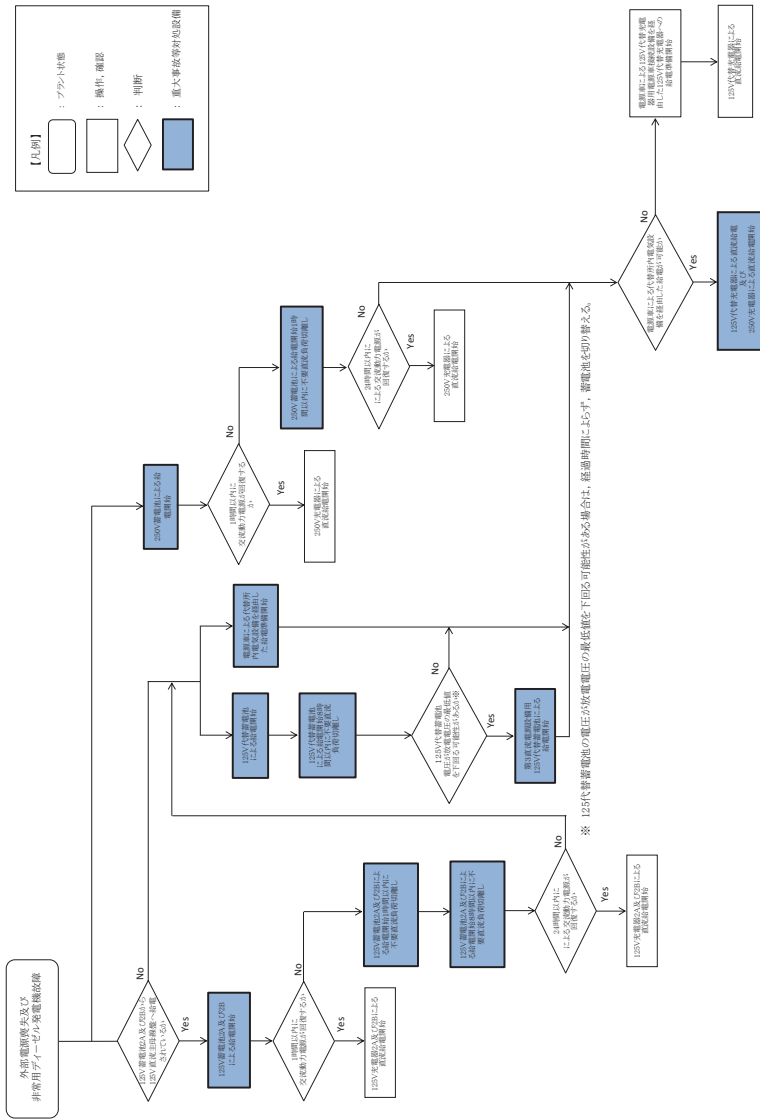 外部電源喪失及び
非常用ディーゼル発電機故障
125V蓄電池2A及び2Bから
125V直流主母線盤へ給電
されているか
No
Yes
125V蓄電池2A及び2B
による給電開始
1時間以内に
交流動力電源が回復するか
No
Yes
125V充電器2A及び2Bによる
直流給電開始
125V蓄電池2A及び2Bによ
る給電開始1時間以内に
不要直流負荷切離し
125V蓄電池2A及び2Bによ
る給電開始8時間以内に不
要直流負荷切離し
24時間以内に
による交流動力電源が
回復するか
No
Yes
125V充電器2A及び2Bによる
直流給電開始
125V代替蓄電池
による給電開始
125V代替蓄電池
による給電開始8時
間以内に不要直流
負荷切離し
125V代替蓄電池
電圧が放電電圧の最低値
を下回る可能性があるか※
No
Yes
第3直流電源設備用
125V代替蓄電池による
給電開始
電源車による代替所
内電気設備を経由し
た給電準備開始
250V蓄電池による給
電開始
1時間以内に
交流動力電源が回復する
か
No
Yes
250V充電器による
直流給電開始
250V蓄電池による給電開始1時
間以内に不要直流負荷切離し
24時間以内に
による交流動力電源が
回復するか
No
Yes
250V充電器による
直流給電開始
※ 125代替蓄電池の電圧が放電電圧の最低値を下回る可能性がある場合は，経過時間によらず，蓄電池を切り替える。
電源車による代替所内電気設
備を経由した給電が可能か
No
Yes
125V代替充電器による直流給電
及び
250V充電器による直流給電開始
電源車による125V代替充電
器用電源車接続設備を経
由した125V代替充電器への
給電準備開始
125V代替充電器による
直流給電開始
【凡例】
： プラント状態
： 操作，確認
： 判断
： 重大事故等対処設備